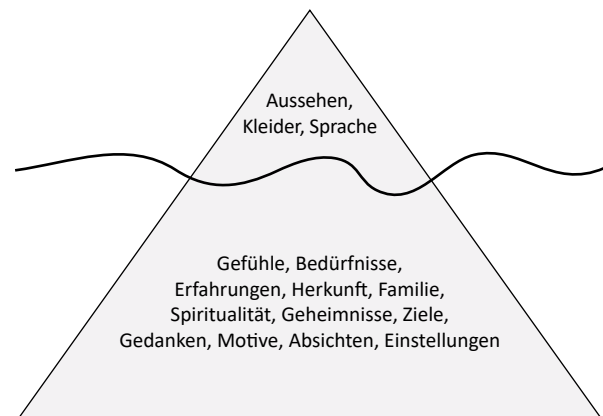 Aussehen,
Kleider, Sprache
Gefühle, Bedürfnisse,
Erfahrungen, Herkunft, Familie,
Spiritualität, Geheimnisse, Ziele,
Gedanken, Motive, Absichten, Einstellungen